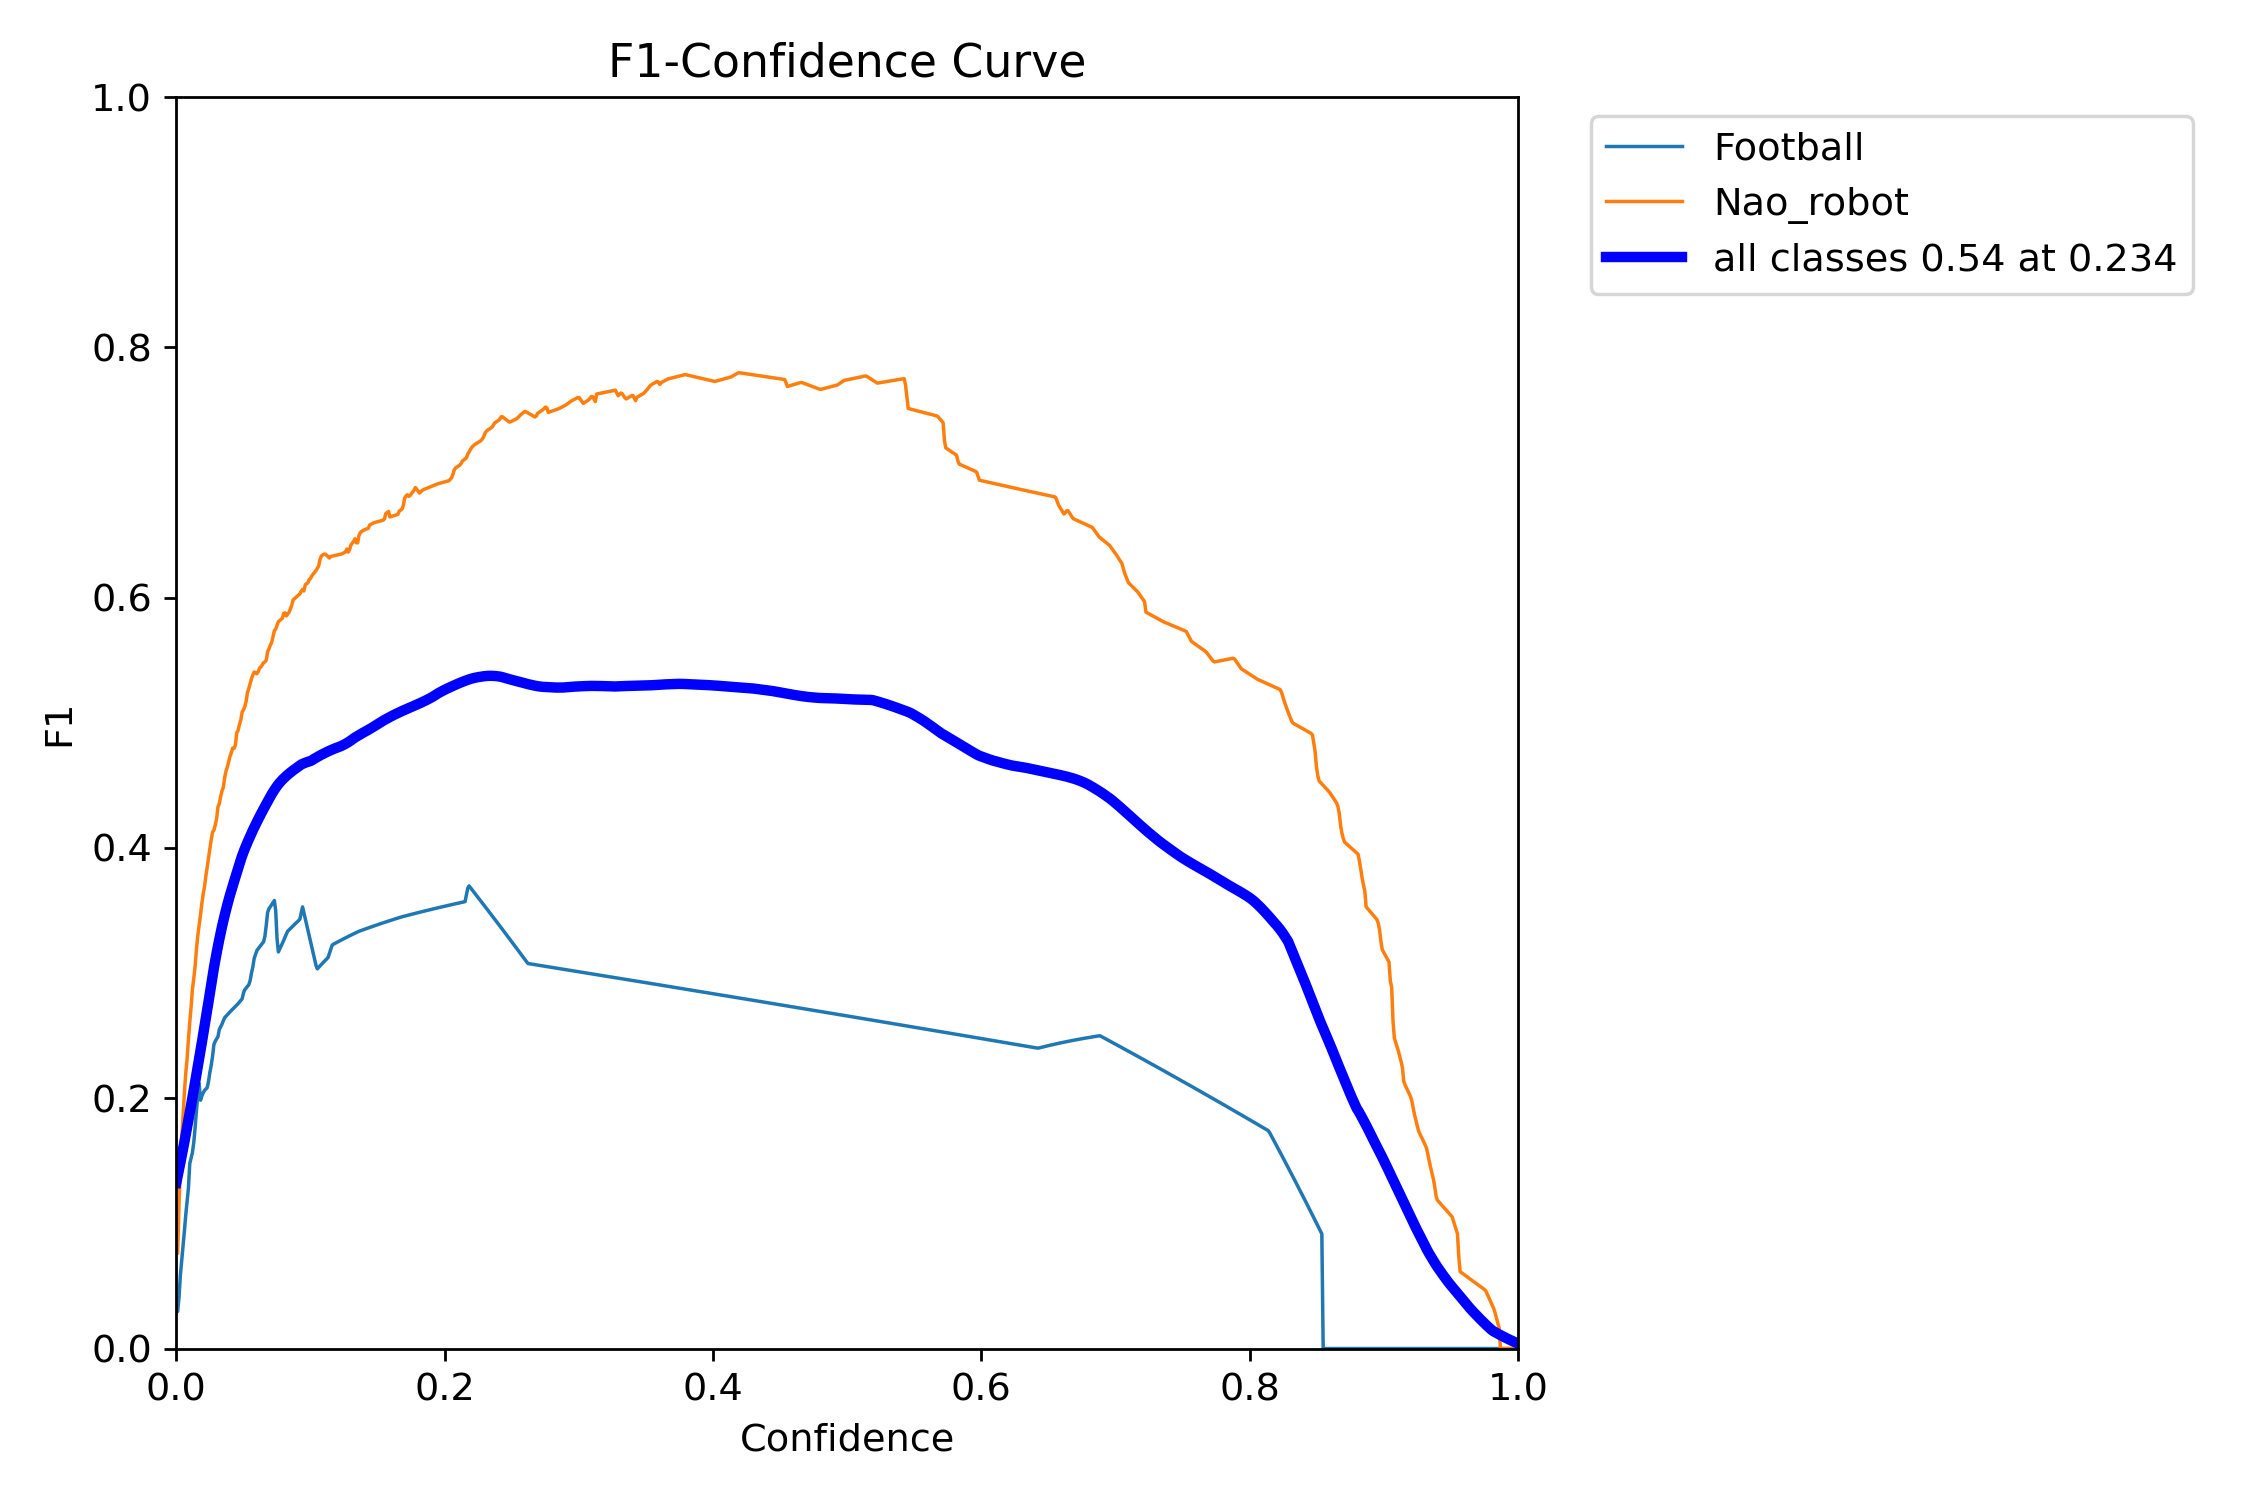 F1-Confidence Curve
1.0
0.8
0.6
0.4
0.2
0.0
F1
0.0 0.2 0.4 0.6 0.8 1.0
Confidence
Football
Nao_robot
all classes 0.54 at 0.234